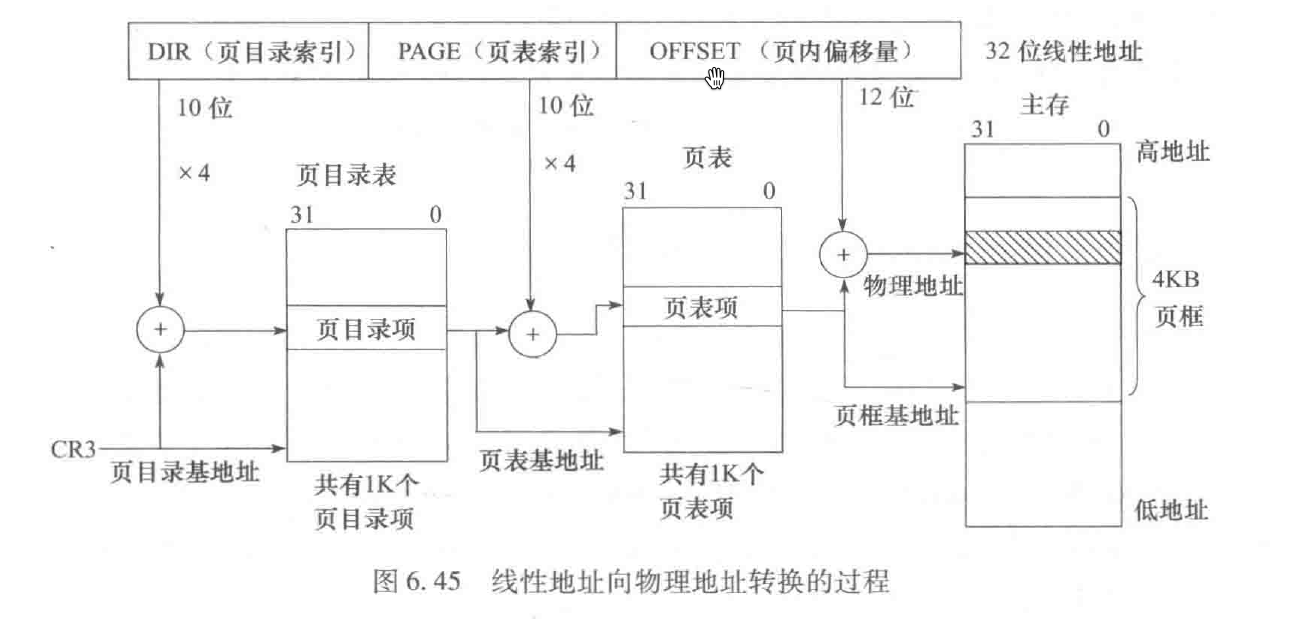 DIR（页目录索引） PAGE（页表索引） OFFSET （页内偏移量） 32 位线性地址
10 位 10 位 12 位
×4 ×4
主存
31 0
高地址
页目录表
31 0
页表
31 0
+
页目录项
+
页表项
+
物理地址
4KB
页框
CR3
页目录基地址
页表基地址
页框基地址
共有1K个
页目录项
共有1K个
页表项
低地址
图 6.45 线性地址向物理地址转换的过程